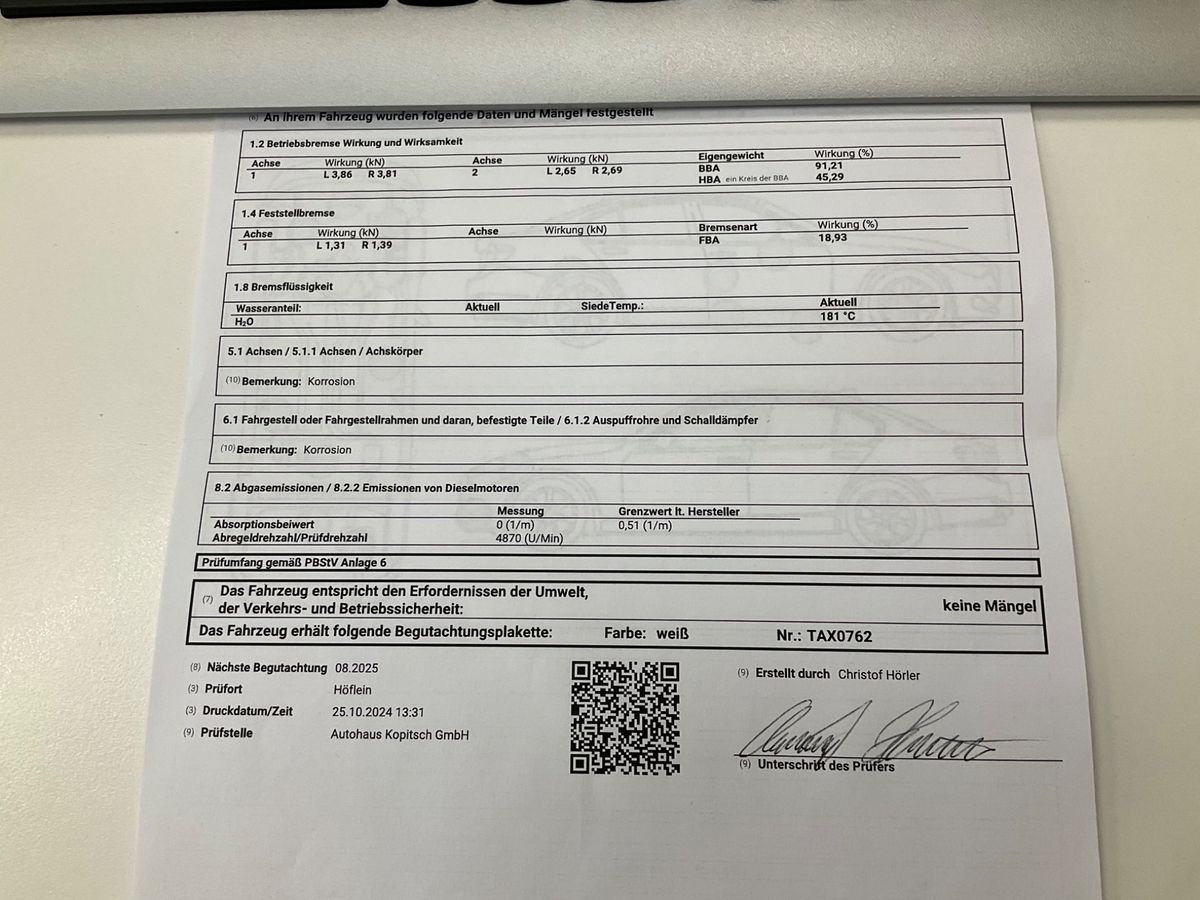 (6) An Ihrem Fahrzeug wurden folgende Daten und Mängel festgestellt
1.2 Betriebsbremse Wirkung und Wirksamkeit
Achse Wirkung (kN) Achse Wirkung (kN) Eigengewicht Wirkung (%)
1 L 3,86 R 3,81 2 L 2,65 R 2,69 BBA 91,21
HBA ein Kreis der BBA 45,29
1.4 Feststellbremse
Achse Wirkung (kN) Achse Wirkung (kN) Bremsenart Wirkung (%)
1 L 1,31 R 1,39 FBA 18,93
1.8 Bremsflüssigkeit
Wasseranteil: Aktuell SiedeTemp.: Aktuell
H₂O 181 °C
5.1 Achsen / 5.1.1 Achsen / Achskörper
(10) Bemerkung: Korrosion
6.1 Fahrgestell oder Fahrgestellrahmen und daran, befestigte Teile / 6.1.2 Auspuffrohre und Schalldämpfer
(10) Bemerkung: Korrosion
8.2 Abgasemissionen / 8.2.2 Emissionen von Dieselmotoren
Messung Grenzwert lt. Hersteller
Absorptionsbeiwert 0 (1/m) 0,51 (1/m)
Abregeldrehzahl/Prüfdrehzahl 4870 (U/Min)
Prüfumfang gemäß PBStV Anlage 6
(7) Das Fahrzeug entspricht den Erfordernissen der Umwelt,
der Verkehrs- und Betriebssicherheit: keine Mängel
Das Fahrzeug erhält folgende Begutachtungsplakette: Farbe: weiß Nr.: TAX0762
(8) Nächste Begutachtung 08.2025
(3) Prüfort Höflein
(3) Druckdatum/Zeit 25.10.2024 13:31
(9) Prüfstelle Autohaus Kopitsch GmbH
(9) Erstellt durch Christof Hörler
(9) Unterschrift des Prüfers